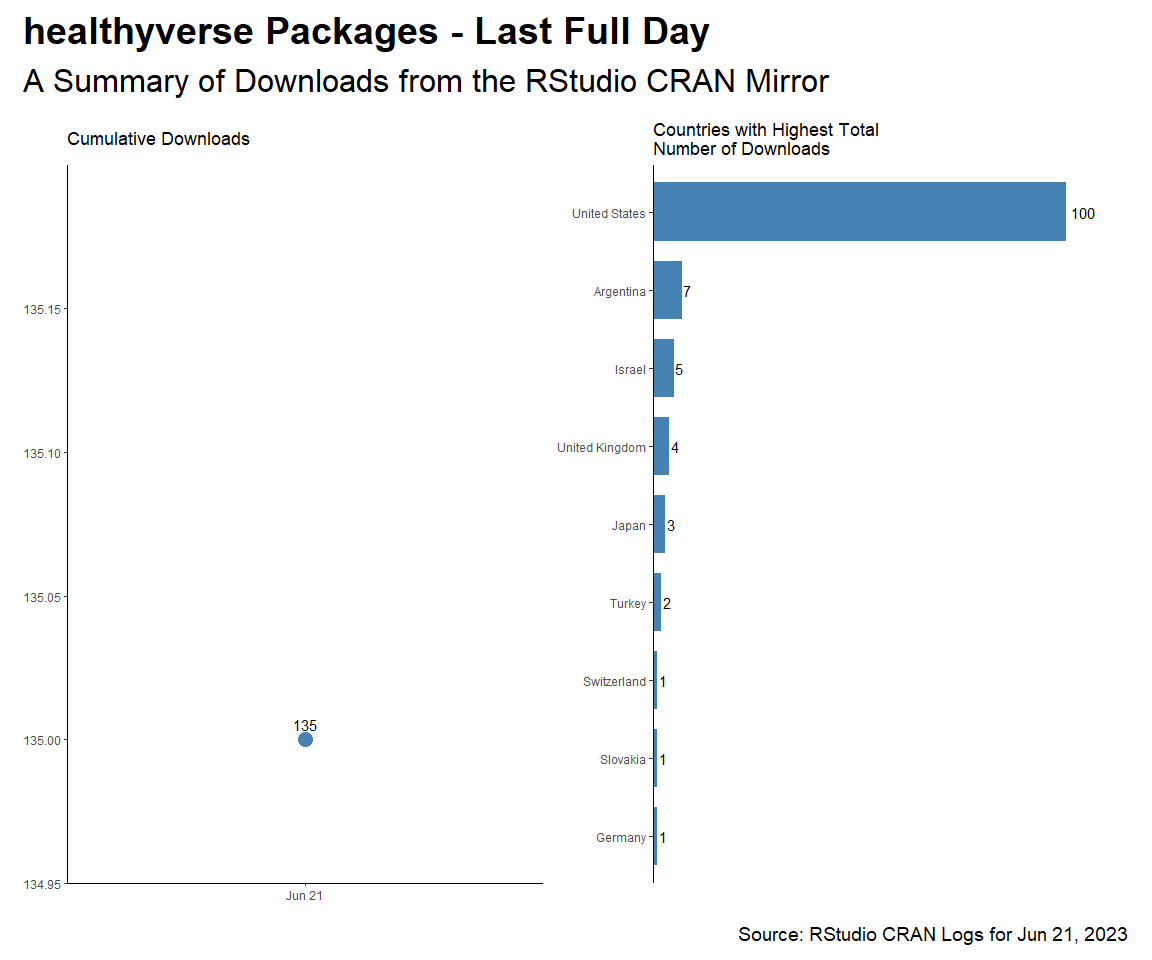 healthyverse Packages - Last Full Day
A Summary of Downloads from the RStudio CRAN Mirror
Cumulative Downloads
135.15
135.10
135.05
135.00
134.95
135
Jun 21
Countries with Highest Total
Number of Downloads
United States 100
Argentina 7
Israel 5
United Kingdom 4
Japan 3
Turkey 2
Switzerland 1
Slovakia 1
Germany 1
Source: RStudio CRAN Logs for Jun 21, 2023